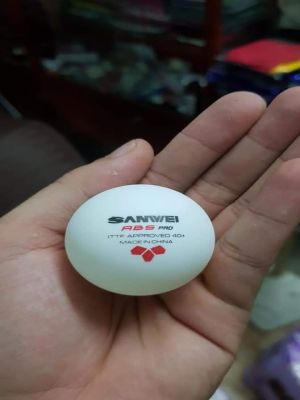 SANWEI
ABS PRO
ITTF APPROVED 40+
MADE IN CHINA